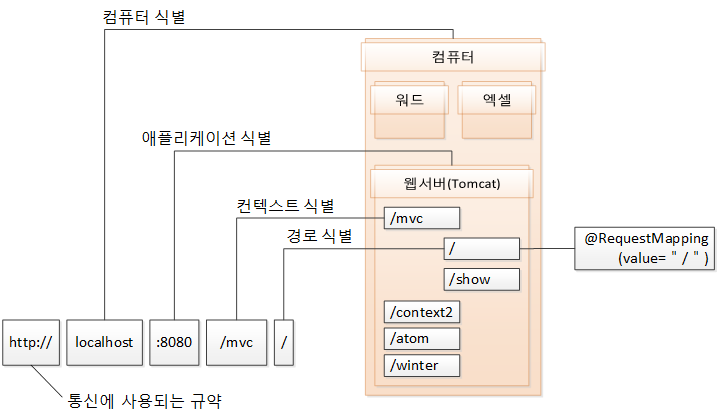 컴퓨터 식별
컴퓨터
워드
엑셀
애플리케이션 식별
웹서버(Tomcat)
컨텍스트 식별
/mvc
경로 식별
/
@RequestMapping
(value= " / " )
/show
/context2
/atom
/winter
http://
localhost
:8080
/mvc
/
통신에 사용되는 규약